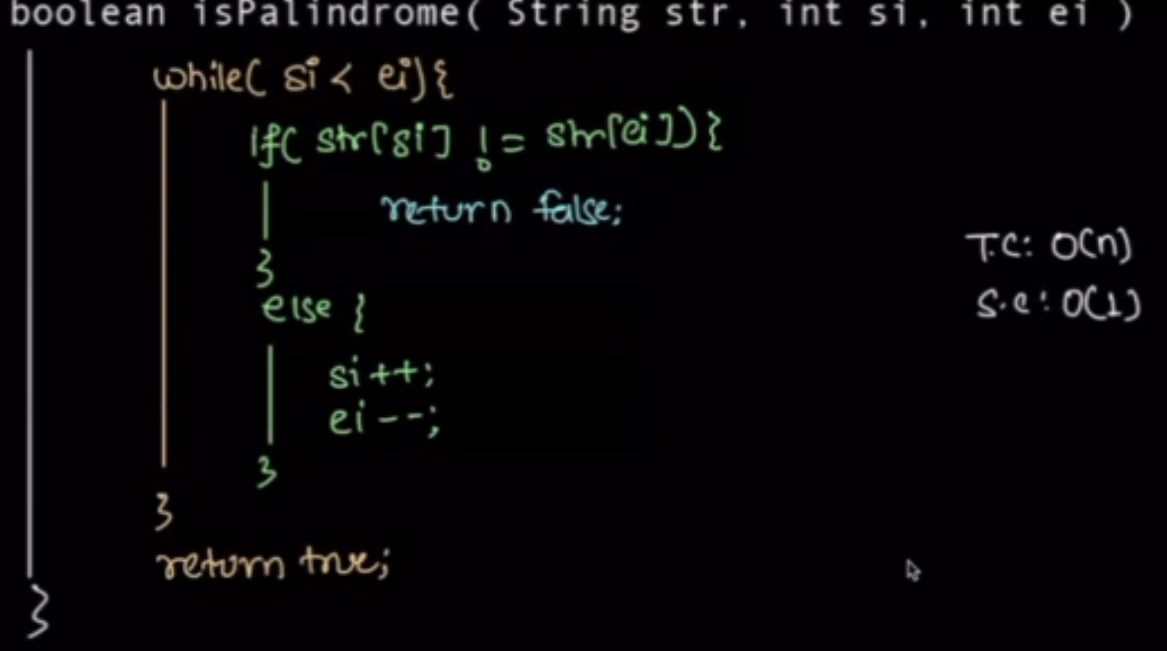 boolean isPalindrome( String str, int si, int ei )
while( si < ei){
if( str[si] != str[ei]){
return false;
}
else {
si++;
ei--;
}
}
return true;
}
T.C: O(n)
S.C: O(1)